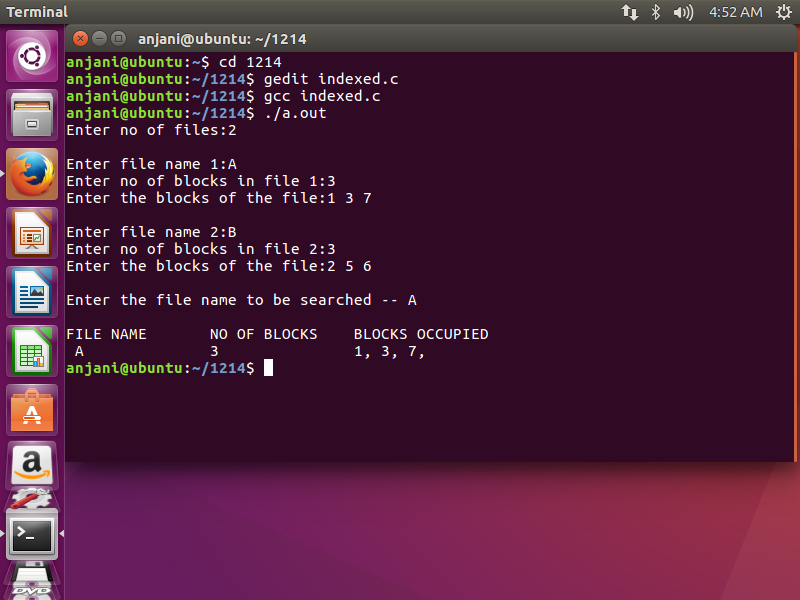 Terminal
4:52 AM
anjani@ubuntu: ~/1214
anjani@ubuntu:~$ cd 1214
anjani@ubuntu:~/1214$ gedit indexed.c
anjani@ubuntu:~/1214$ gcc indexed.c
anjani@ubuntu:~/1214$ ./a.out
Enter no of files:2
Enter file name 1:A
Enter no of blocks in file 1:3
Enter the blocks of the file:1 3 7
Enter file name 2:B
Enter no of blocks in file 2:3
Enter the blocks of the file:2 5 6
Enter the file name to be searched -- A
FILE NAME NO OF BLOCKS BLOCKS OCCUPIED
A 3 1, 3, 7,
anjani@ubuntu:~/1214$
A
a
>_
DVD